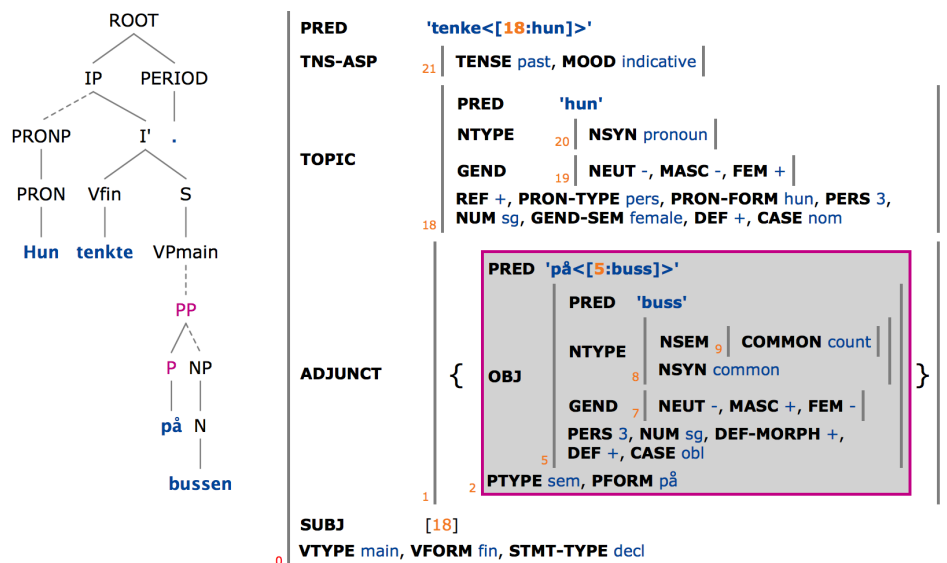 ROOT
IP PERIOD
PRONP I' .
PRON Vfin S
Hun tenkte VPmain
PP
P NP
på N
bussen
PRED 'tenke<[18:hun]>'
TNS-ASP 21 TENSE past, MOOD indicative
TOPIC
PRED 'hun'
NTYPE 20 NSYN pronoun
GEND 19 NEUT -, MASC -, FEM +
REF +, PRON-TYPE pers, PRON-FORM hun, PERS 3,
18 NUM sg, GEND-SEM female, DEF +, CASE nom
ADJUNCT {
PRED 'på<[5:buss]>'
OBJ
PRED 'buss'
NTYPE
NSEM 9 COMMON count
8 NSYN common
GEND 7 NEUT -, MASC +, FEM -
PERS 3, NUM sg, DEF-MORPH +,
5 DEF +, CASE obl
2 PTYPE sem, PFORM på
}
1
SUBJ [18]
0 VTYPE main, VFORM fin, STMT-TYPE decl